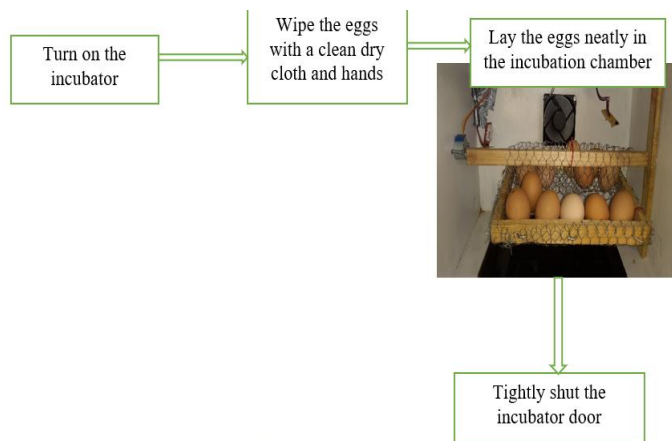 Turn on the
incubator
Wipe the eggs
with a clean dry
cloth and hands
Lay the eggs neatly in
the incubation chamber
Tightly shut the
incubator door